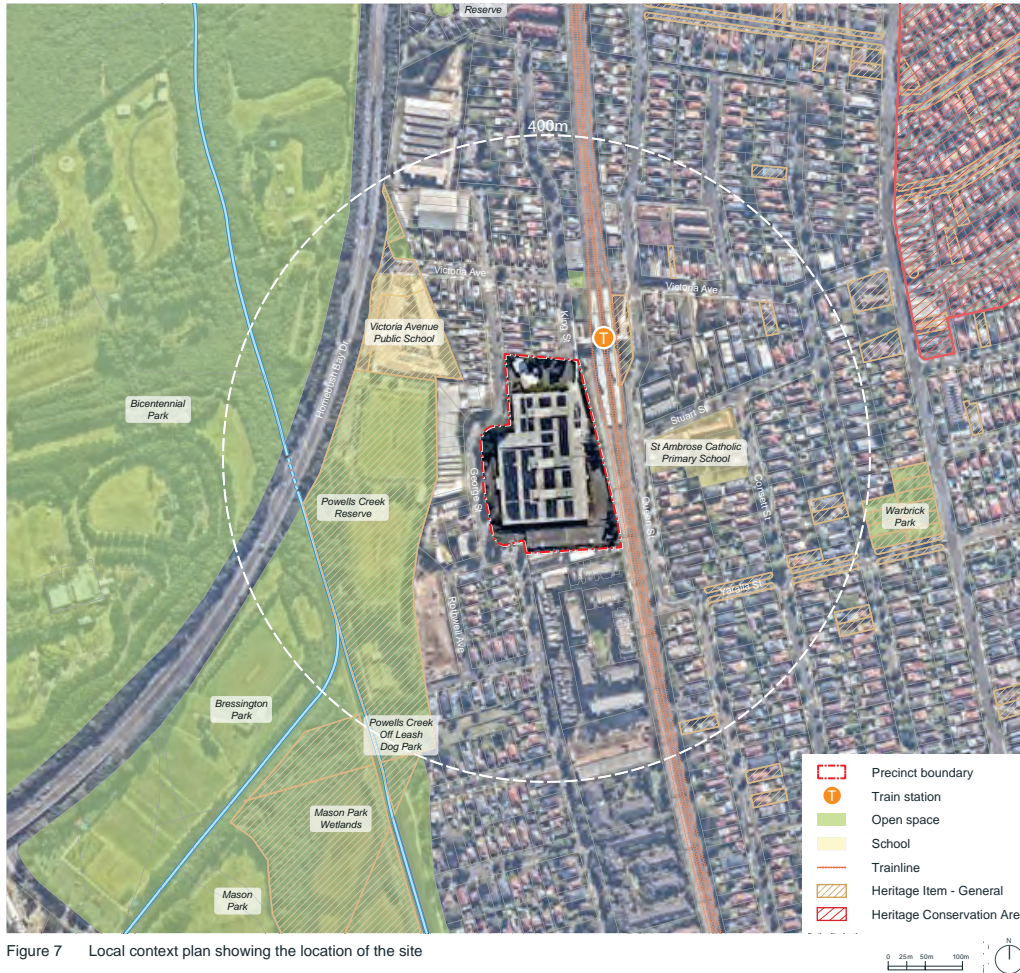 Reserve
400m
Victoria Ave
Victoria Ave
King St
T
Victoria Avenue
Public School
Homebush Bay Dr
Bicentennial
Park
Stuart St
St Ambrose Catholic
Primary School
Powells Creek
Reserve
George St
Queen St
Consett St
Warbrick
Park
Yaralla St
Rothwell Ave
Bressington
Park
Powells Creek
Off Leash
Dog Park
Mason Park
Wetlands
Mason
Park
Precinct boundary
T Train station
Open space
School
Trainline
Heritage Item - General
Heritage Conservation Are
Figure 7 Local context plan showing the location of the site
0 25m 50m 100m
N